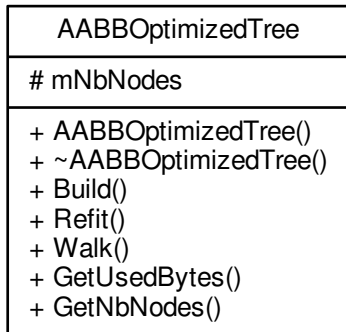 AABBOptimizedTree
# mNbNodes
+ AABBOptimizedTree()
+ ~AABBOptimizedTree()
+ Build()
+ Refit()
+ Walk()
+ GetUsedBytes()
+ GetNbNodes()